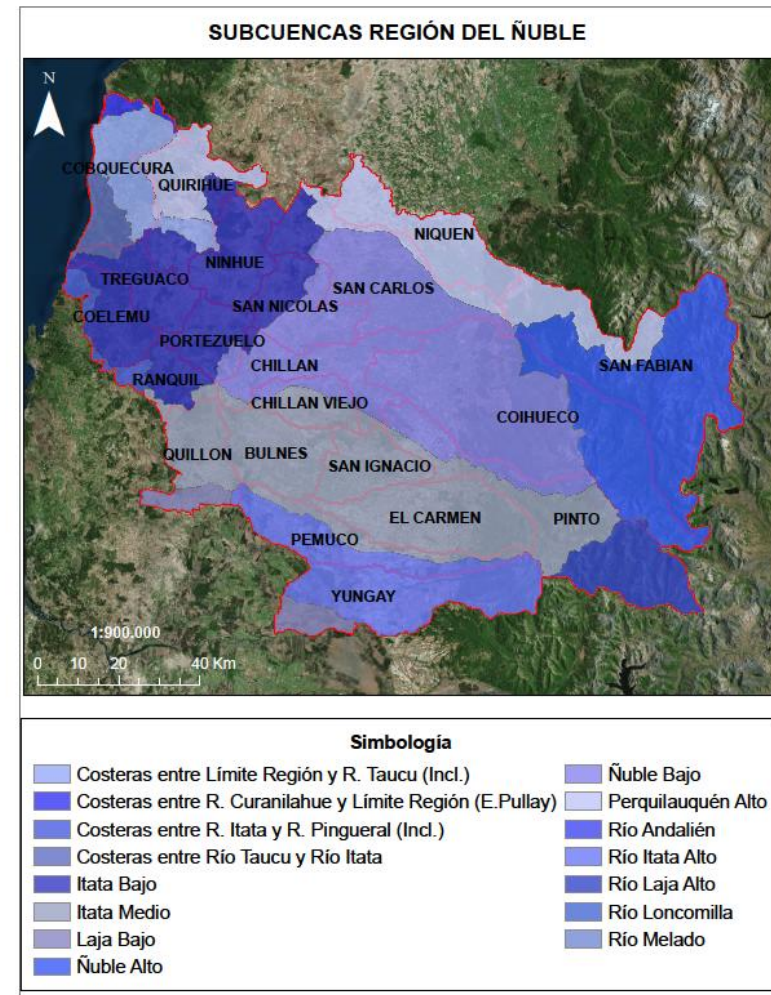 SUBCUENCAS REGIÓN DEL ÑUBLE
N
COBQUECURA
QUIRIHUE
NIQUEN
NINHUE
TREGUACO
SAN CARLOS
SAN NICOLAS
COELEMU
PORTEZUELO
CHILLAN
SAN FABIAN
RANQUIL
CHILLAN VIEJO
COIHUECO
QUILLON
BULNES
SAN IGNACIO
EL CARMEN
PINTO
PEMUCO
YUNGAY
1:900.000
0 10 20 40 Km
Simbología
Costeras entre Límite Región y R. Taucu (Incl.)
Costeras entre R. Curanilahue y Límite Región (E.Pullay)
Costeras entre R. Itata y R. Pingueral (Incl.)
Costeras entre Río Taucu y Río Itata
Itata Bajo
Itata Medio
Laja Bajo
Ñuble Alto
Ñuble Bajo
Perquilauquén Alto
Río Andalién
Río Itata Alto
Río Laja Alto
Río Loncomilla
Río Melado